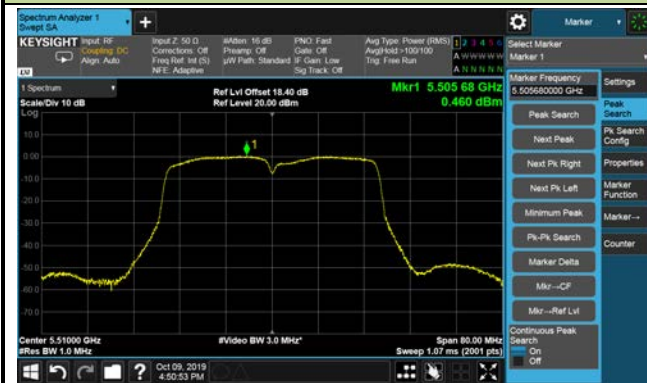 Spectrum Analyzer 1
Swept SA
+
Marker
KEYSIGHT
Input: RF
Coupling: DC
Align: Auto
Input Z: 50 Ω
Corrections: Off
Freq Ref: Int (S)
NFE: Adaptive
#Atten: 16 dB
Preamp: Off
µW Path: Standard
PNO: Fast
Gate: Off
IF Gain: Low
Sig Track: Off
Avg Type: Power (RMS)
Avg|Hold:>100/100
Trig: Free Run
1 2 3 4 5 6
A W W W W W
A N N N N N
Select Marker
Marker 1
LXI
1 Spectrum
Scale/Div 10 dB
Log
Ref Lvl Offset 18.40 dB
Ref Level 20.00 dBm
Mkr1 5.505 68 GHz
0.460 dBm
Marker Frequency
5.505680000 GHz
Settings
Peak Search
Peak
Search
Next Peak
Pk Search
Config
Next Pk Right
Properties
Next Pk Left
Marker
Function
Minimum Peak
Marker→
Pk-Pk Search
Counter
Marker Delta
Mkr→CF
Mkr→Ref Lvl
Continuous Peak
Search
On
Off
10.0
0.00
-10.0
-20.0
-30.0
-40.0
-50.0
-60.0
-70.0
1
Center 5.51000 GHz
#Res BW 1.0 MHz
#Video BW 3.0 MHz*
Span 80.00 MHz
Sweep 1.07 ms (2001 pts)
?
Oct 09, 2019
4:50:53 PM